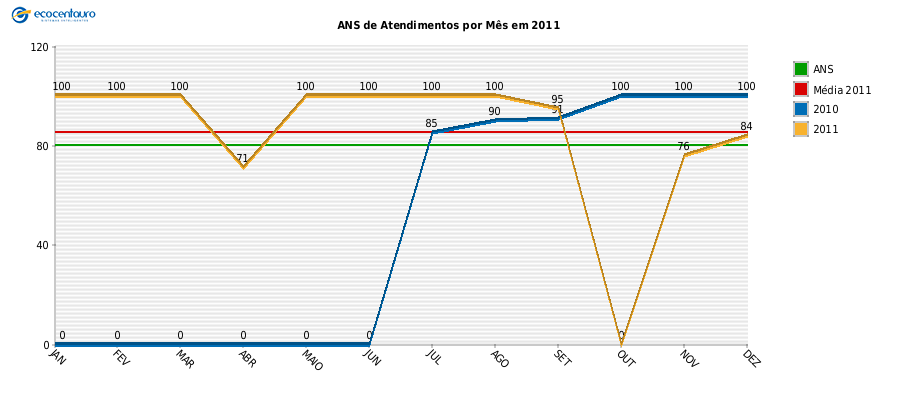 ecocentauro
ANS de Atendimentos por Mês em 2011
120
80
40
0
100 100 100 100 100 100 100 95 100 100 100
91
90
85
84
76
71
0 0 0 0 0 0 0
JAN FEV MAR ABR MAIO JUN JUL AGO SET OUT NOV DEZ
ANS
Média 2011
2010
2011